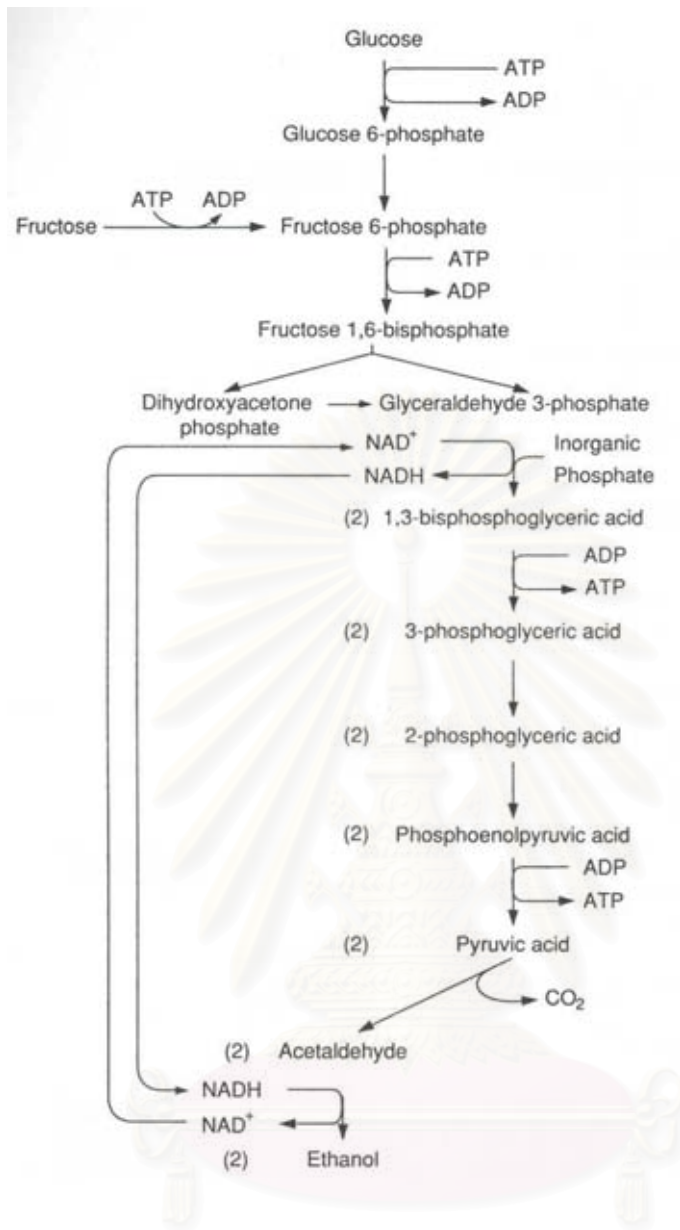 Glucose
ATP
ADP
Glucose 6-phosphate
ATP ADP
Fructose Fructose 6-phosphate
ATP
ADP
Fructose 1,6-bisphosphate
Dihydroxyacetone phosphate Glyceraldehyde 3-phosphate
NAD⁺ Inorganic
NADH Phosphate
(2) 1,3-bisphosphoglyceric acid
ADP
ATP
(2) 3-phosphoglyceric acid
(2) 2-phosphoglyceric acid
(2) Phosphoenolpyruvic acid
ADP
ATP
(2) Pyruvic acid
CO₂
(2) Acetaldehyde
NADH
NAD⁺
(2) Ethanol